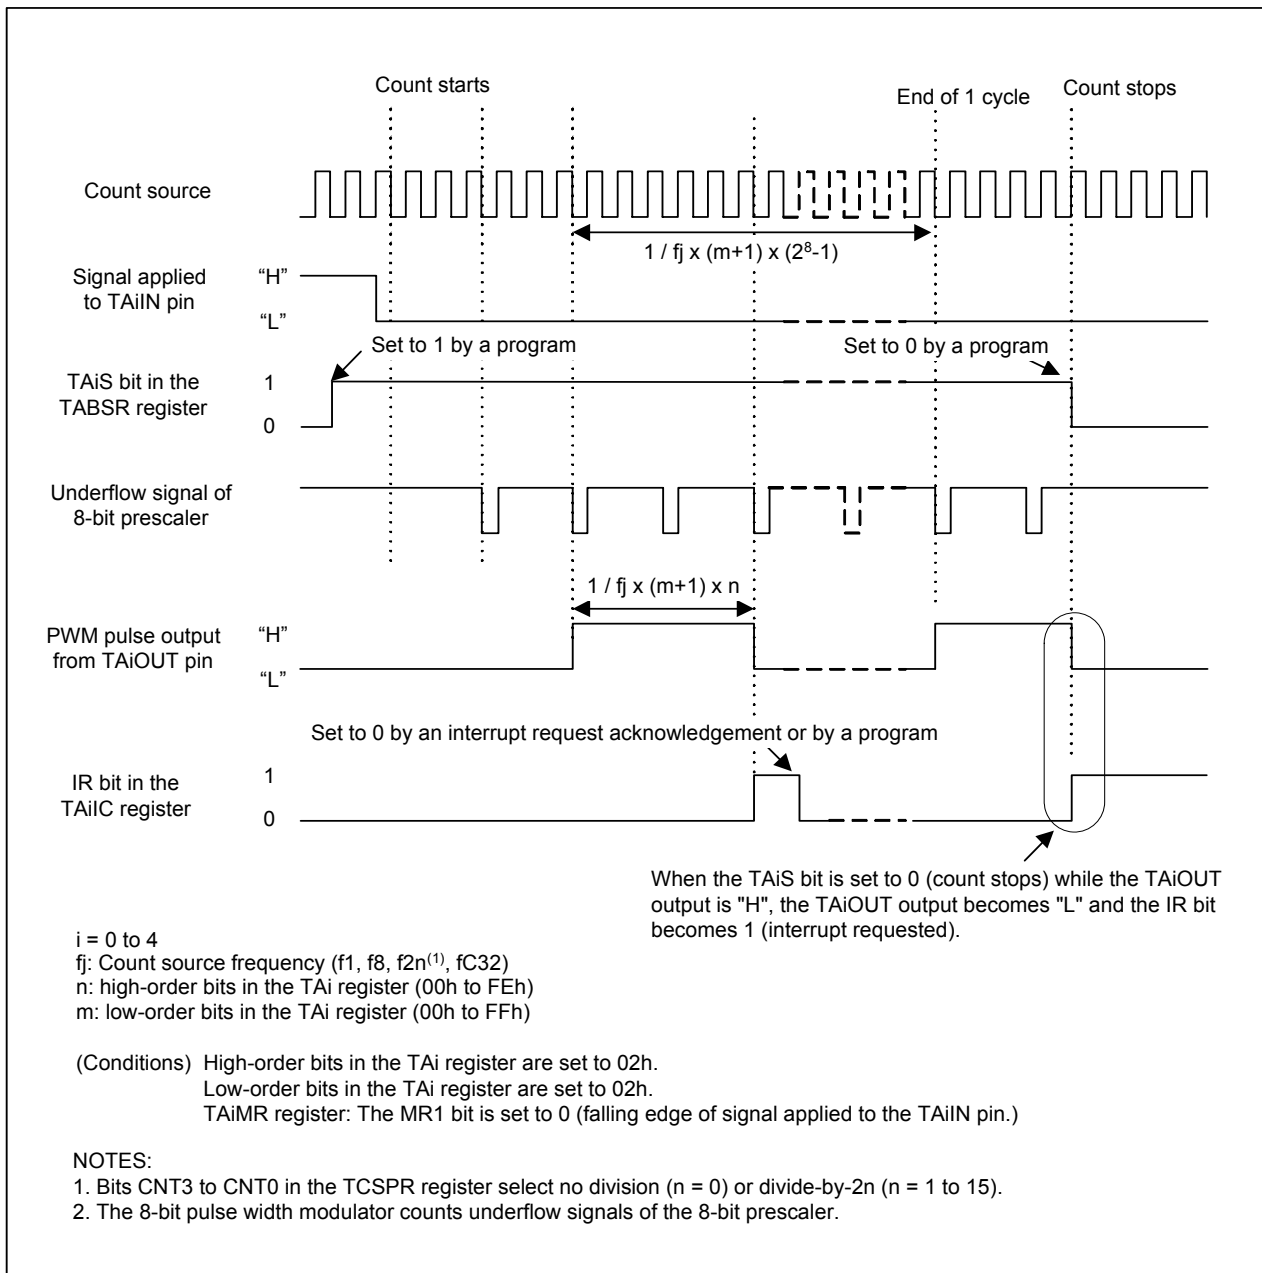 Count starts
End of 1 cycle
Count stops
Count source
1 / fj x (m+1) x (2⁸-1)
Signal applied
to TAiIN pin
“H”
“L”
Set to 1 by a program
Set to 0 by a program
TAiS bit in the
TABSR register
1
0
Underflow signal of
8-bit prescaler
1 / fj x (m+1) x n
PWM pulse output
from TAiOUT pin
“H”
“L”
Set to 0 by an interrupt request acknowledgement or by a program
IR bit in the
TAiIC register
1
0
When the TAiS bit is set to 0 (count stops) while the TAiOUT
output is "H", the TAiOUT output becomes "L" and the IR bit
becomes 1 (interrupt requested).
i = 0 to 4
fj: Count source frequency (f1, f8, f2n⁽¹⁾, fC32)
n: high-order bits in the TAi register (00h to FEh)
m: low-order bits in the TAi register (00h to FFh)
(Conditions) High-order bits in the TAi register are set to 02h.
Low-order bits in the TAi register are set to 02h.
TAiMR register: The MR1 bit is set to 0 (falling edge of signal applied to the TAiIN pin.)
NOTES:
1. Bits CNT3 to CNT0 in the TCSPR register select no division (n = 0) or divide-by-2n (n = 1 to 15).
2. The 8-bit pulse width modulator counts underflow signals of the 8-bit prescaler.